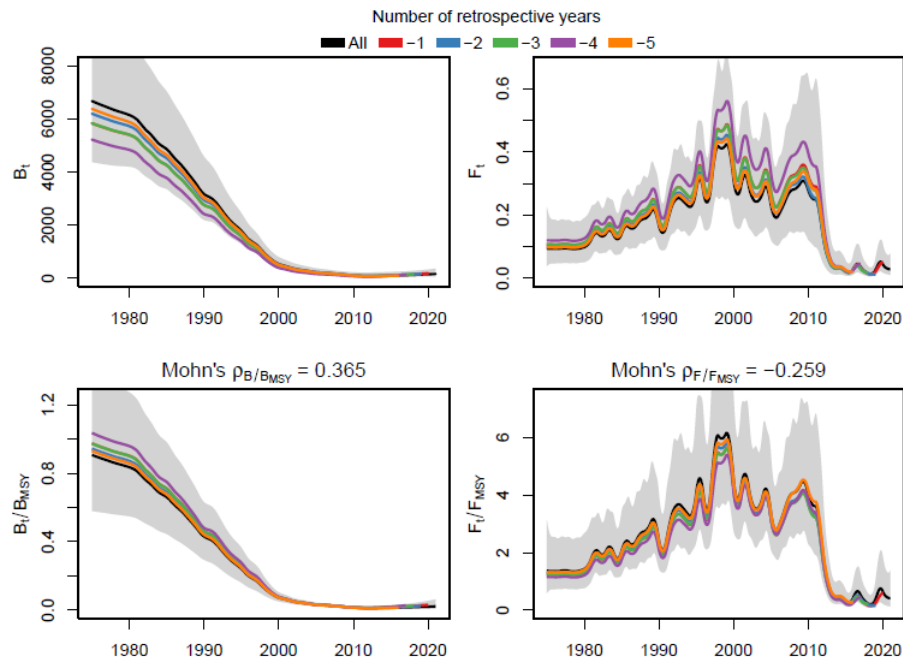 Number of retrospective years
All −1 −2 −3 −4 −5
Bt
8000
6000
4000
2000
0
1980 1990 2000 2010 2020
Ft
0.6
0.4
0.2
0.0
1980 1990 2000 2010 2020
Mohn's ρB/BMSY = 0.365
Bt/BMSY
1.2
0.8
0.4
0.0
1980 1990 2000 2010 2020
Mohn's ρF/FMSY = −0.259
Ft/FMSY
6
4
2
0
1980 1990 2000 2010 2020